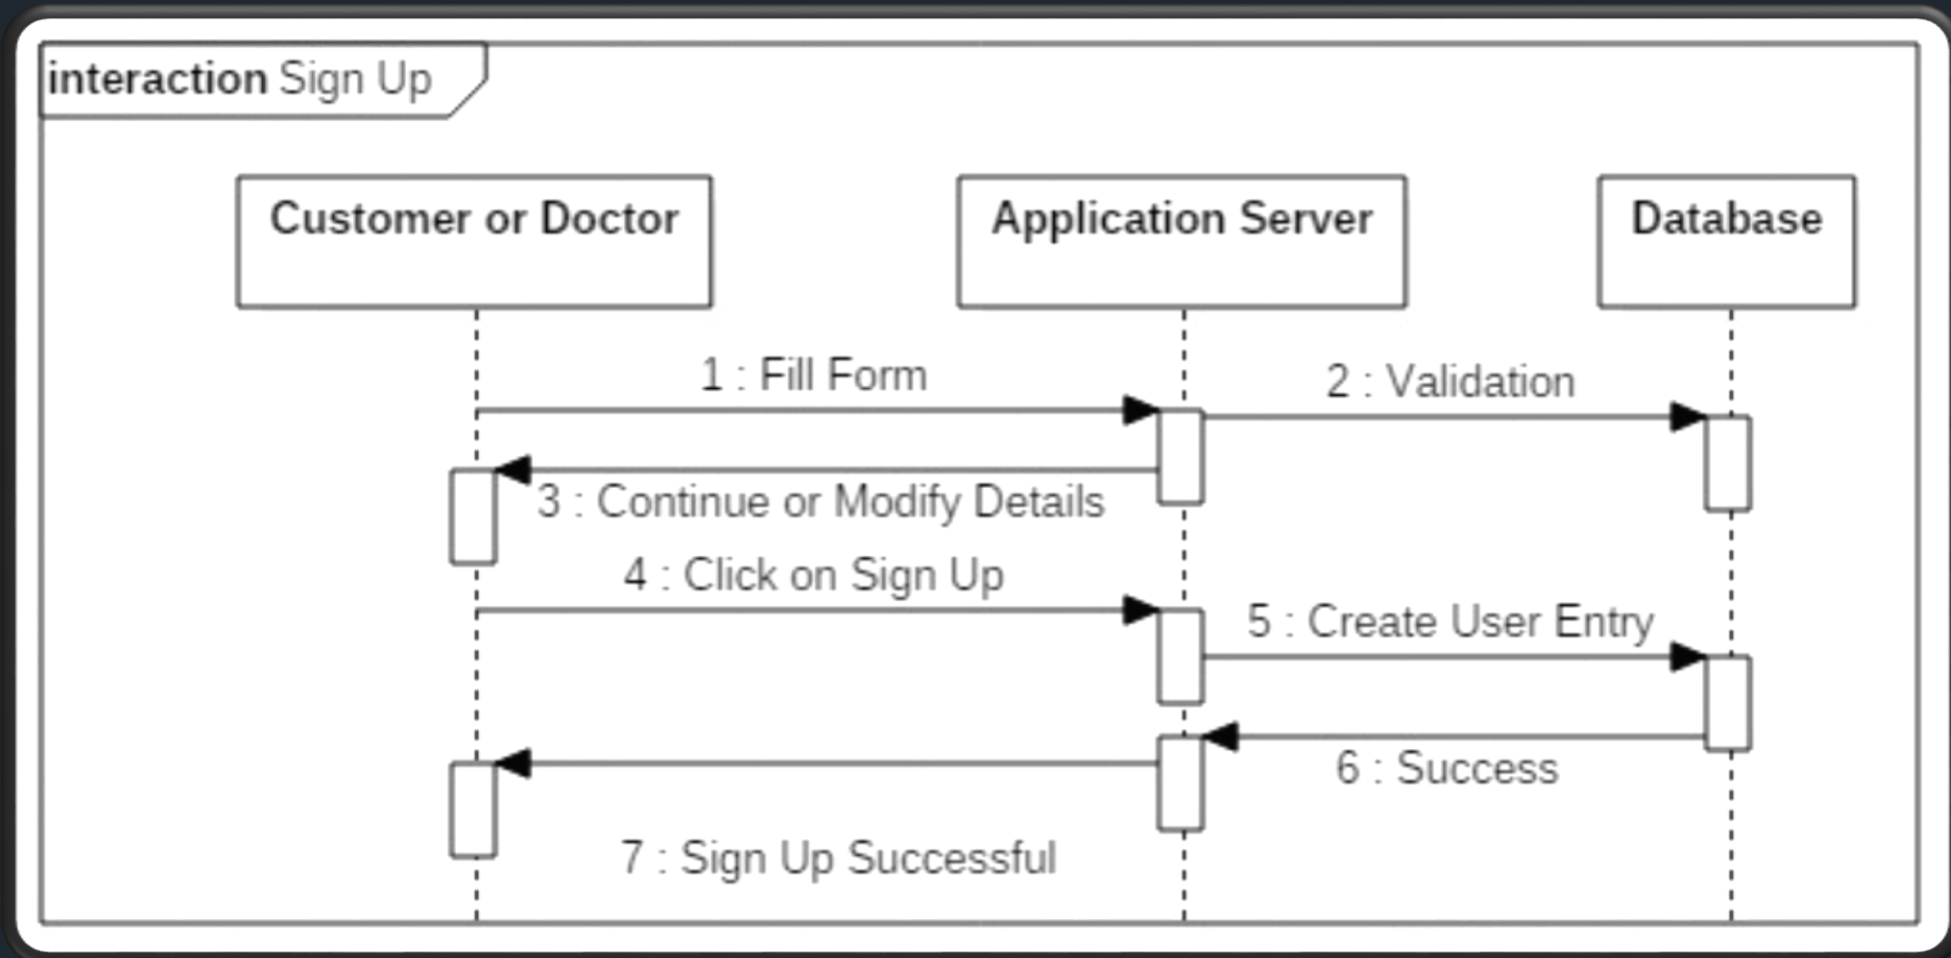 interaction Sign Up
Customer or Doctor
Application Server
Database
1 : Fill Form
2 : Validation
3 : Continue or Modify Details
4 : Click on Sign Up
5 : Create User Entry
6 : Success
7 : Sign Up Successful